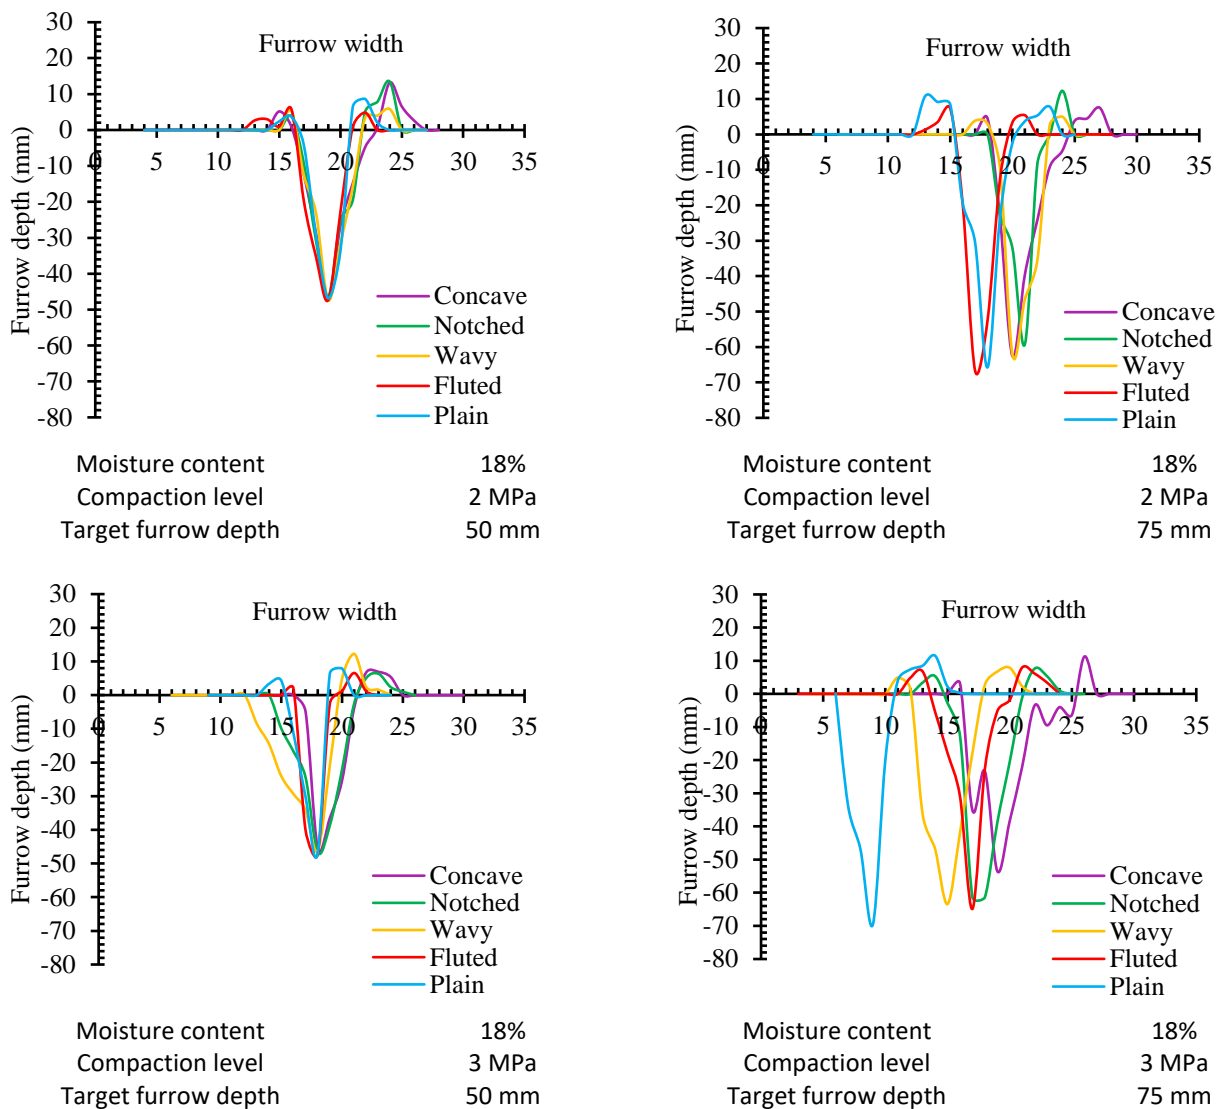 30
20
10
0
-10
-20
-30
-40
-50
-60
-70
-80
Furrow depth (mm)
Furrow width
0 5 10 15 20 25 30 35
Concave
Notched
Wavy
Fluted
Plain
Moisture content 18%
Compaction level 2 MPa
Target furrow depth 50 mm
30
20
10
0
-10
-20
-30
-40
-50
-60
-70
-80
Furrow depth (mm)
Furrow width
0 5 10 15 20 25 30 35
Concave
Notched
Wavy
Fluted
Plain
Moisture content 18%
Compaction level 2 MPa
Target furrow depth 75 mm
30
20
10
0
-10
-20
-30
-40
-50
-60
-70
-80
Furrow depth (mm)
Furrow width
0 5 10 15 20 25 30 35
Concave
Notched
Wavy
Fluted
Plain
Moisture content 18%
Compaction level 3 MPa
Target furrow depth 50 mm
30
20
10
0
-10
-20
-30
-40
-50
-60
-70
-80
Furrow depth (mm)
Furrow width
0 5 10 15 20 25 30 35
Concave
Notched
Wavy
Fluted
Plain
Moisture content 18%
Compaction level 3 MPa
Target furrow depth 75 mm